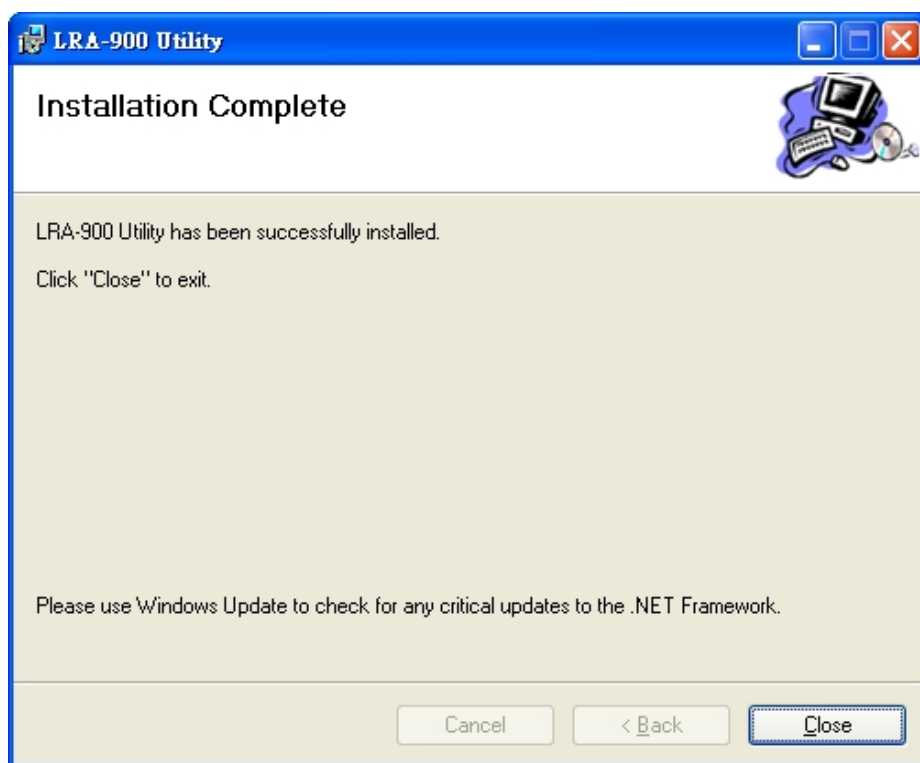 LRA-900 Utility
Installation Complete
LRA-900 Utility has been successfully installed.
Click "Close" to exit.
Please use Windows Update to check for any critical updates to the .NET Framework.
Cancel
< Back
Close